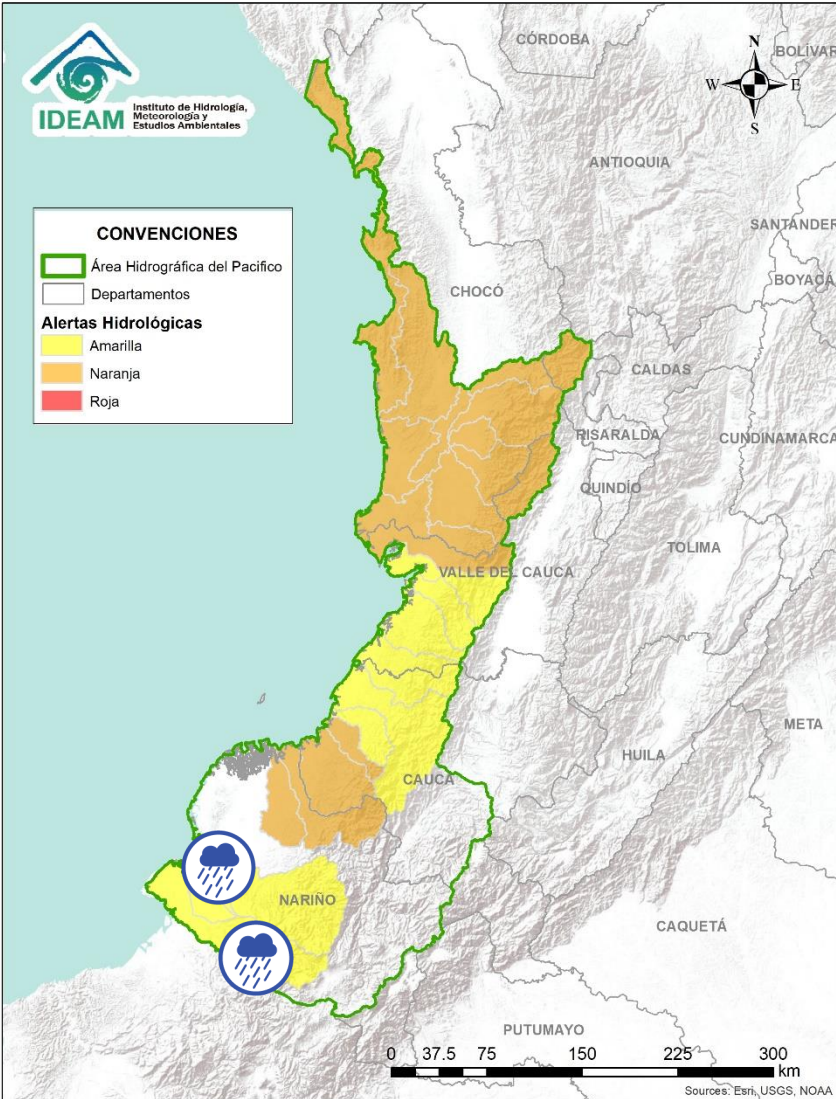 IDEAM
Instituto de Hidrología,
Meteorología y
Estudios Ambientales
N
W
E
S
CÓRDOBA
BOLÍVAR
ANTIOQUIA
SANTANDER
BOYACÁ
CHOCÓ
CALDAS
RISARALDA
CUNDINAMARCA
QUINDÍO
TOLIMA
VALLE DEL CAUCA
META
HUILA
CAUCA
NARIÑO
CAQUETÁ
PUTUMAYO
CONVENCIONES
Área Hidrográfica del Pacifico
Departamentos
Alertas Hidrológicas
Amarilla
Naranja
Roja
0 37.5 75 150 225 300
km
Sources: Esri, USGS, NOAA